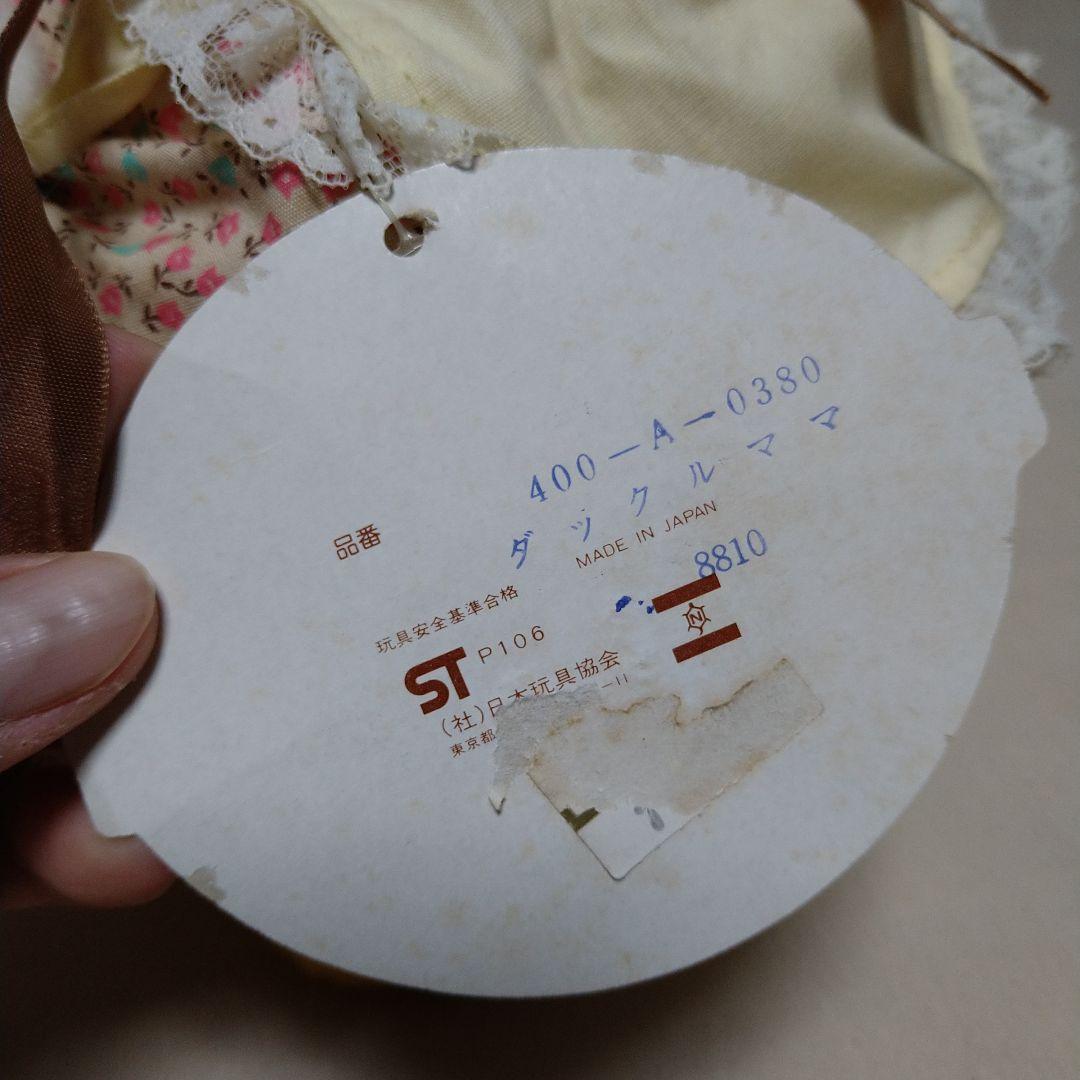 400-A-0380
品番 ダックルママ
MADE IN JAPAN
8810
玩具安全基準合格
ST P106
N
(社)日本玩具協会
東京都
-11